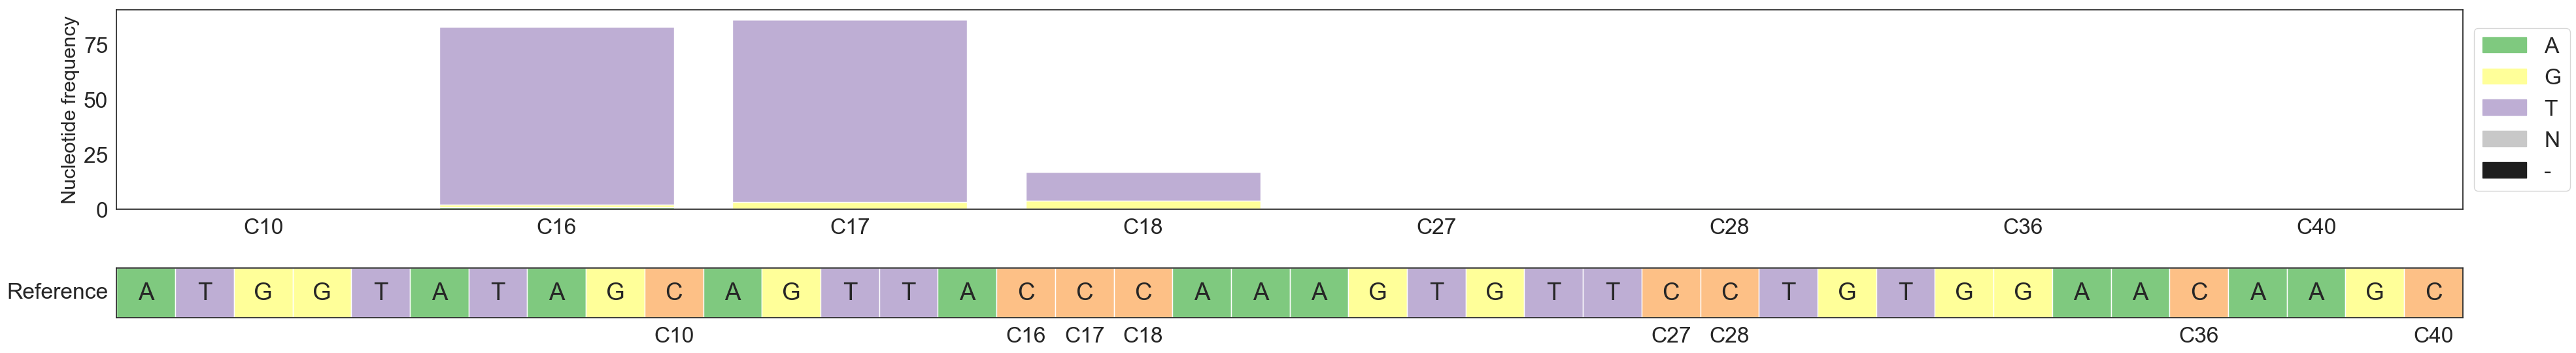 Nucleotide frequency
75
50
25
0
C10 C16 C17 C18 C27 C28 C36 C40
A
G
T
N
-
Reference A T G G T A T A G C A G T T A C C C A A A G T G T T C C T G T G G A A C A A G C
C10 C16 C17 C18 C27 C28 C36 C40